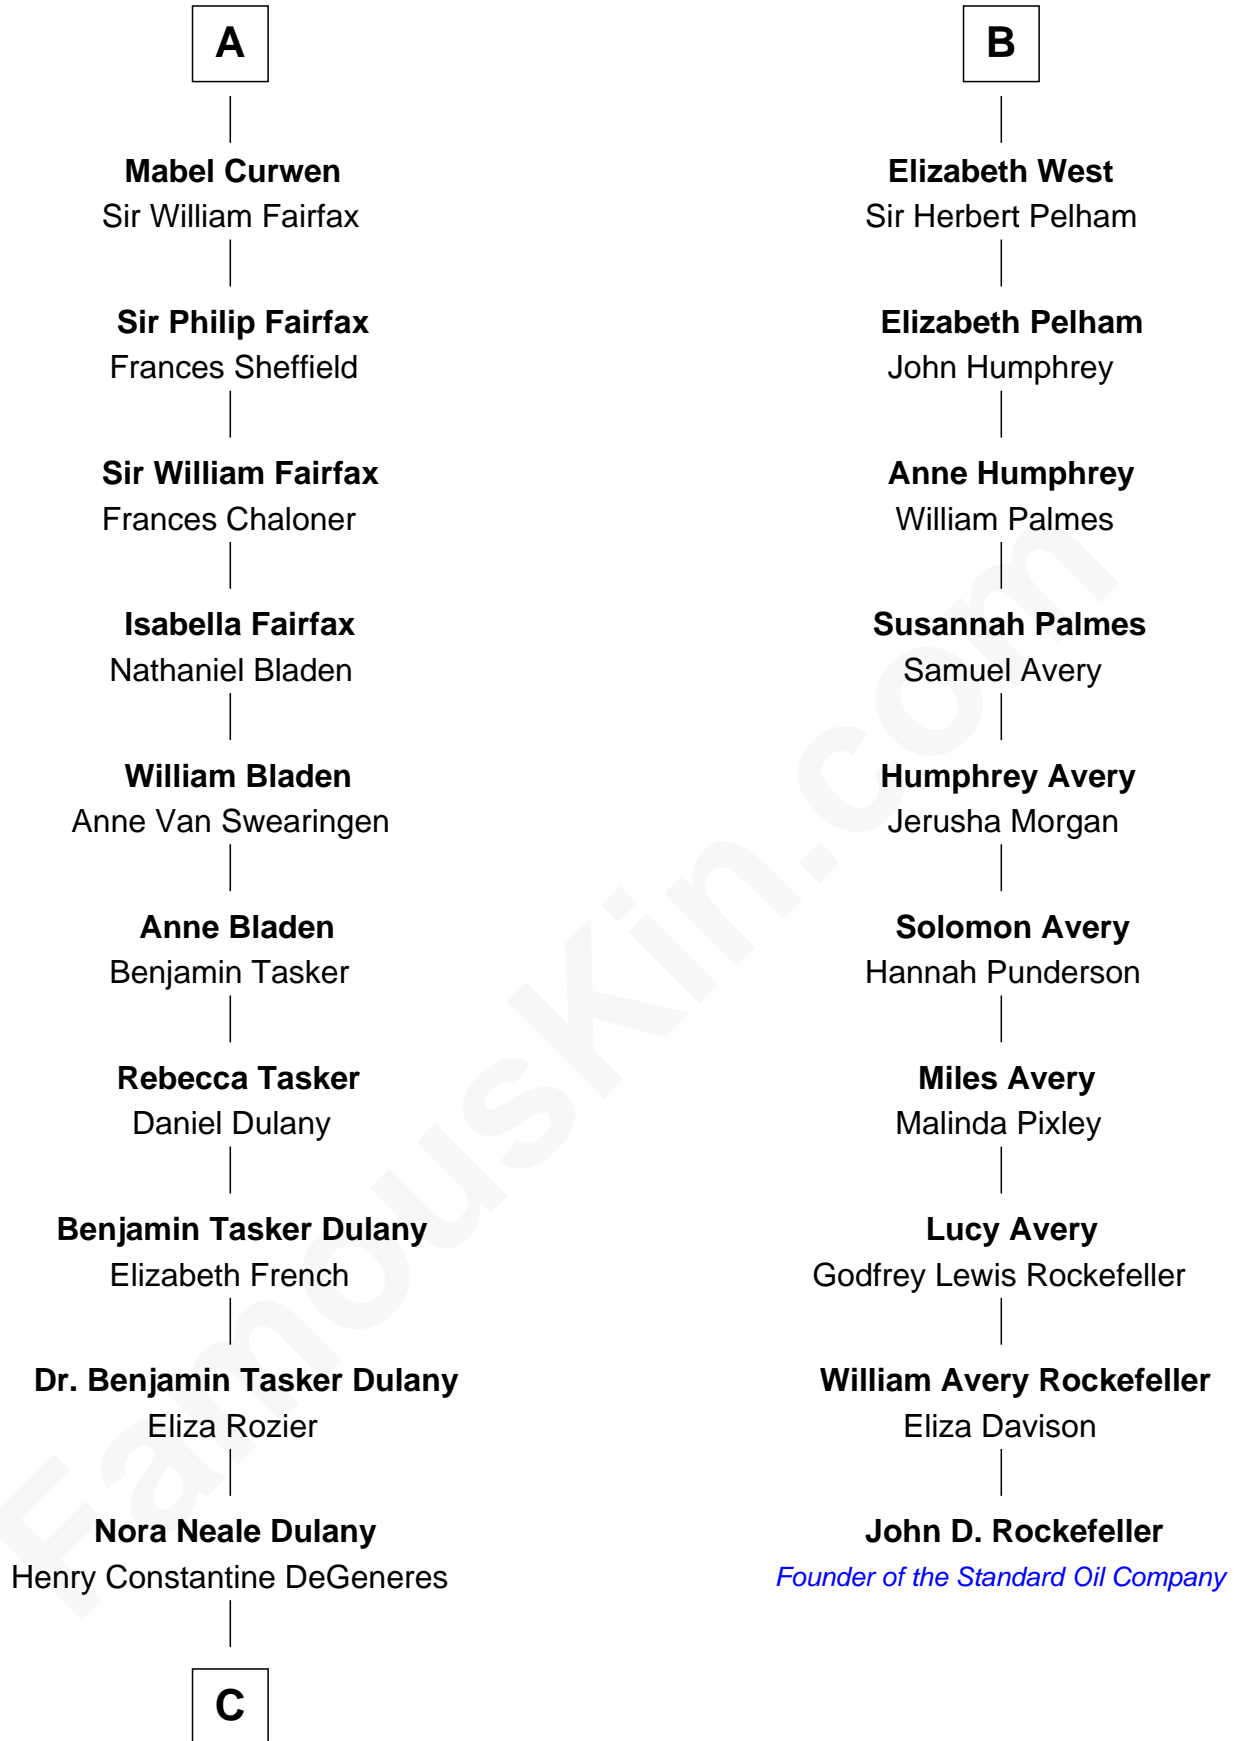 A
Mabel Curwen
Sir William Fairfax
Sir Philip Fairfax
Frances Sheffield
Sir William Fairfax
Frances Chaloner
Isabella Fairfax
Nathaniel Bladen
William Bladen
Anne Van Swearingen
Anne Bladen
Benjamin Tasker
Rebecca Tasker
Daniel Dulany
Benjamin Tasker Dulany
Elizabeth French
Dr. Benjamin Tasker Dulany
Eliza Rozier
Nora Neale Dulany
Henry Constantine DeGeneres
C
B
Elizabeth West
Sir Herbert Pelham
Elizabeth Pelham
John Humphrey
Anne Humphrey
William Palmes
Susannah Palmes
Samuel Avery
Humphrey Avery
Jerusha Morgan
Solomon Avery
Hannah Punderson
Miles Avery
Malinda Pixley
Lucy Avery
Godfrey Lewis Rockefeller
William Avery Rockefeller
Eliza Davison
John D. Rockefeller
Founder of the Standard Oil Company
FamousKin.com